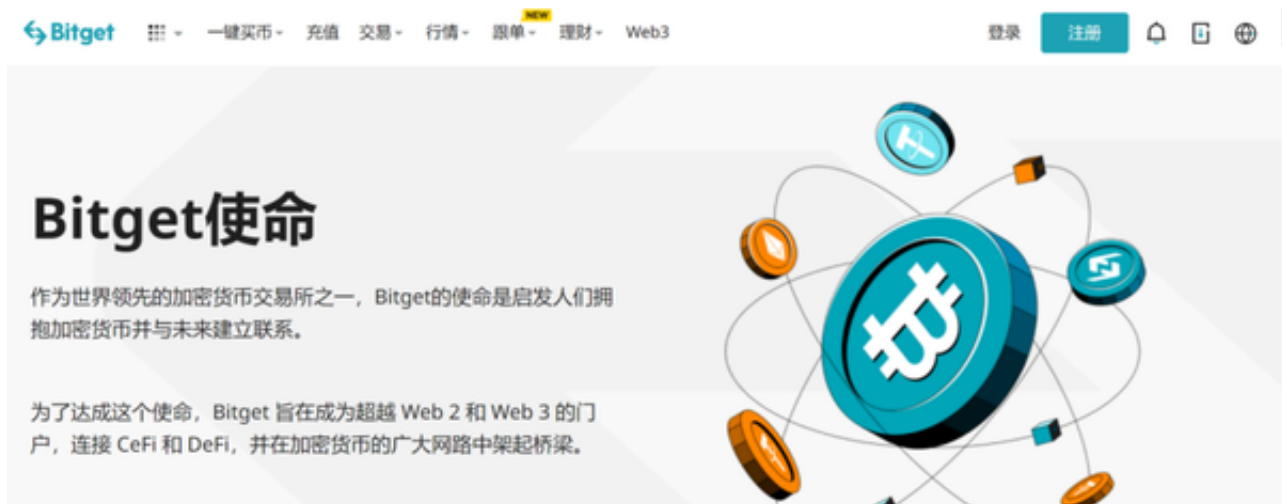 Bitget 一键买币 充值 交易 行情 跟单 NEW 理财 Web3 登录 注册
Bitget使命
作为世界领先的加密货币交易所之一，Bitget的使命是启发人们拥
抱加密货币并与未来建立联系。
为了达成这个使命，Bitget 旨在成为超越 Web 2 和 Web 3 的门
户，连接 CeFi 和 DeFi，并在加密货币的广大网路中架起桥梁。